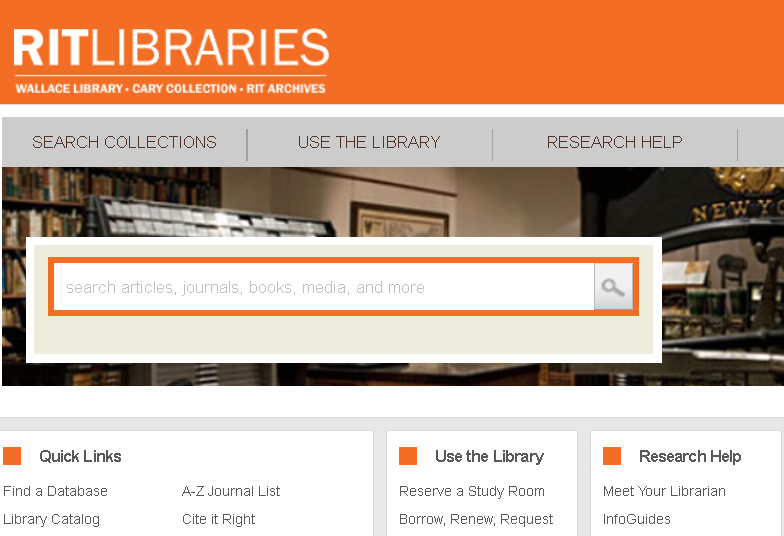 RIT LIBRARIES
WALLACE LIBRARY • CARY COLLECTION • RIT ARCHIVES
SEARCH COLLECTIONS
USE THE LIBRARY
RESEARCH HELP
NEW YO
search articles, journals, books, media, and more
Quick Links
Find a Database
A-Z Journal List
Library Catalog
Cite it Right
Use the Library
Reserve a Study Room
Borrow, Renew, Request
Research Help
Meet Your Librarian
InfoGuides